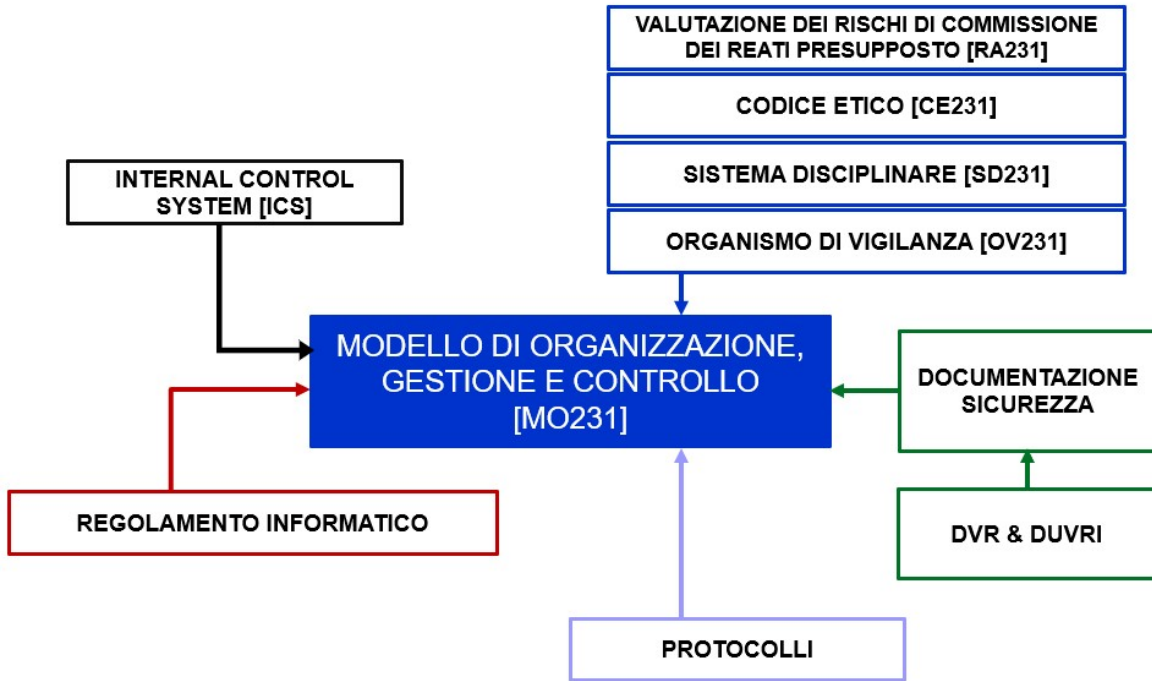 VALUTAZIONE DEI RISCHI DI COMMISSIONE
DEI REATI PRESUPPOSTO [RA231]
CODICE ETICO [CE231]
INTERNAL CONTROL
SYSTEM [ICS]
SISTEMA DISCIPLINARE [SD231]
ORGANISMO DI VIGILANZA [OV231]
MODELLO DI ORGANIZZAZIONE,
GESTIONE E CONTROLLO
[MO231]
DOCUMENTAZIONE
SICUREZZA
REGOLAMENTO INFORMATICO
DVR & DUVRI
PROTOCOLLI